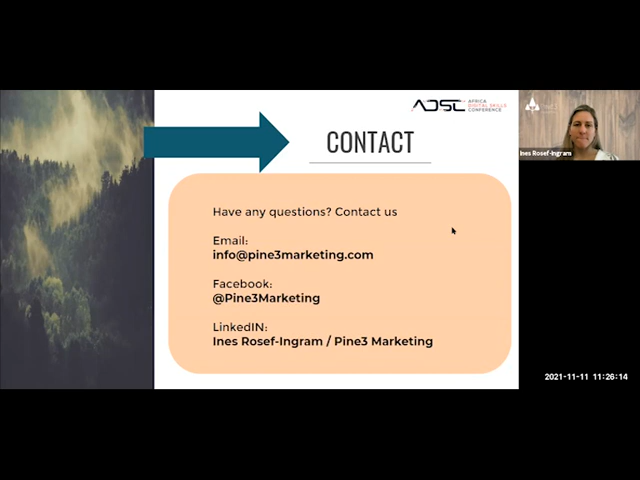 ADSC AFRICA
DIGITAL SKILLS
CONFERENCE
CONTACT
Ines Rosef-Ingram
Have any questions? Contact us
Email:
info@pine3marketing.com
Facebook:
@Pine3Marketing
LinkedIN:
Ines Rosef-Ingram / Pine3 Marketing
2021-11-11 11:26:14